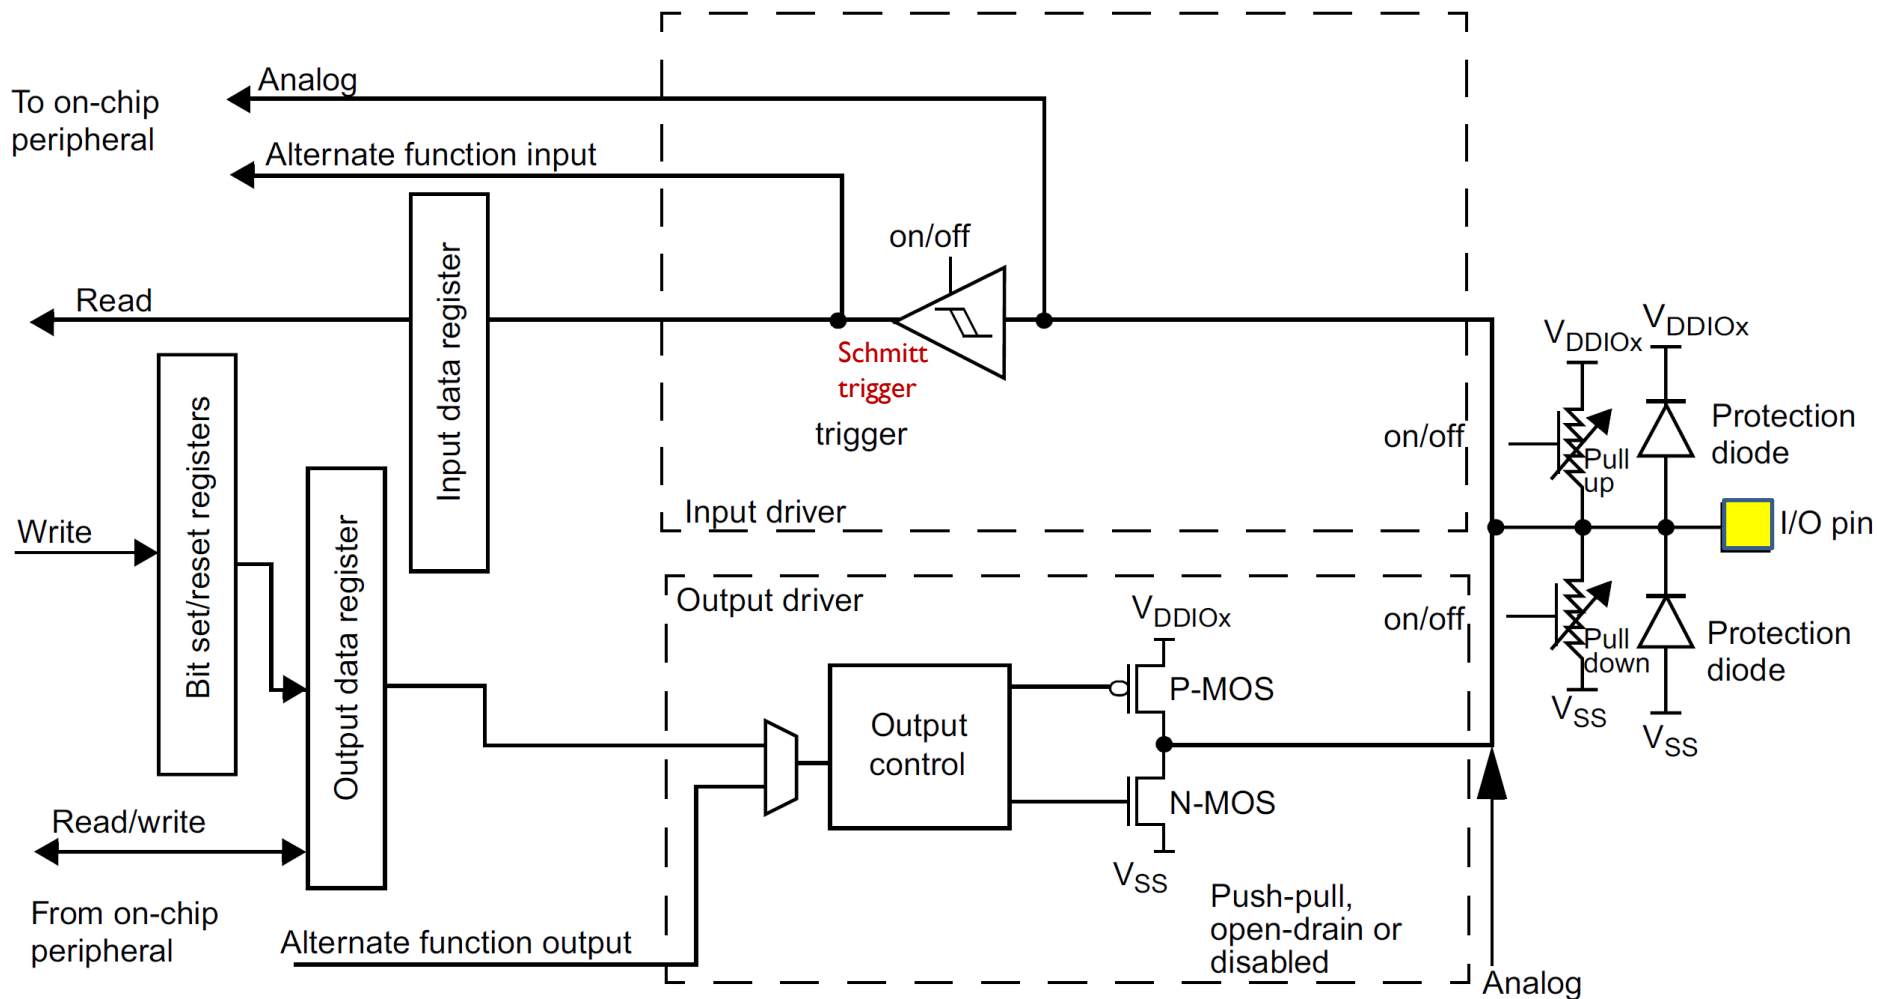 Analog
To on-chip
peripheral
Alternate function input
on/off
Input data register
Read
Schmitt
trigger
trigger
Input driver
VDDIOx
VDDIOx
on/off
Pull
up
Protection
diode
I/O pin
Bit set/reset registers
Write
Output data register
Output driver
VDDIOx
on/off
Pull
down
Protection
diode
VSS
VSS
P-MOS
Output
control
N-MOS
VSS
Read/write
From on-chip
peripheral
Alternate function output
Push-pull,
open-drain or
disabled
Analog